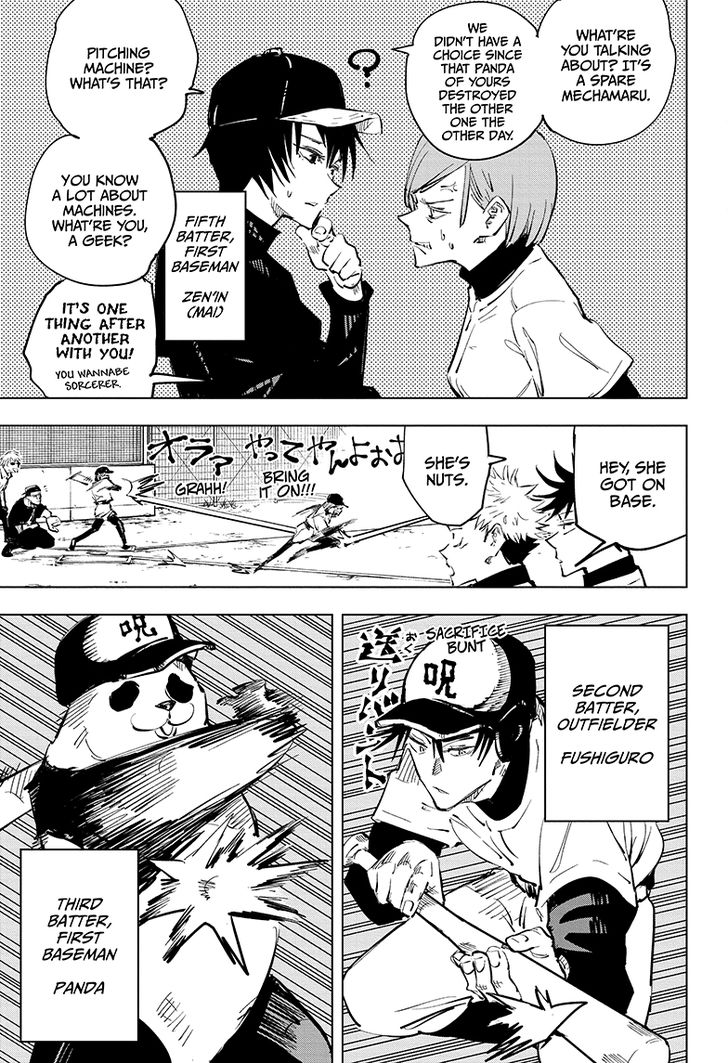 WHAT'RE
YOU TALKING
ABOUT? IT'S
A SPARE
MECHAMARU.
WE
DIDN'T HAVE A
CHOICE SINCE
THAT PANDA
OF YOURS
DESTROYED
THE OTHER
ONE THE
OTHER DAY.
?
PITCHING
MACHINE?
WHAT'S THAT?
YOU KNOW
A LOT ABOUT
MACHINES.
WHAT'RE YOU,
A GEEK?
IT'S ONE
THING AFTER
ANOTHER
WITH YOU!
YOU WANNABE
SORCERER.
FIFTH
BATTER,
FIRST
BASEMAN
ZEN'IN
(MAI)
HEY, SHE
GOT ON
BASE.
SHE'S
NUTS.
やってやんよおお
BRING
IT ON!!!
オラァ
GRAHH!
SECOND
BATTER,
OUTFIELDER
FUSHIGURO
SACRIFICE
BUNT
おく
送りバント
呪
呪
THIRD
BATTER,
FIRST
BASEMAN
PANDA